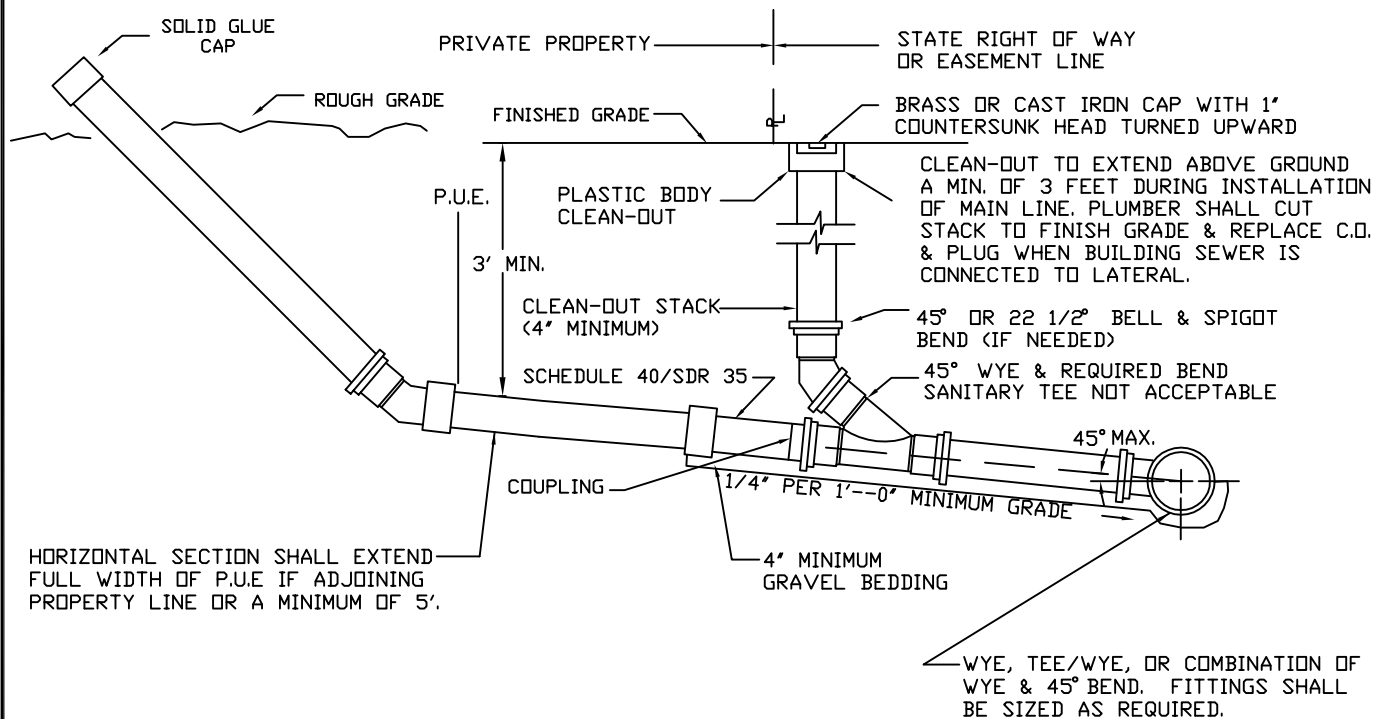 SOLID GLUE
CAP
PRIVATE PROPERTY
STATE RIGHT OF WAY
OR EASEMENT LINE
ROUGH GRADE
FINISHED GRADE
PL
BRASS OR CAST IRON CAP WITH 1"
COUNTERSUNK HEAD TURNED UPWARD
P.U.E.
PLASTIC BODY
CLEAN-OUT
CLEAN-OUT TO EXTEND ABOVE GROUND
A MIN. OF 3 FEET DURING INSTALLATION
OF MAIN LINE. PLUMBER SHALL CUT
STACK TO FINISH GRADE & REPLACE C.O.
& PLUG WHEN BUILDING SEWER IS
CONNECTED TO LATERAL.
3' MIN.
CLEAN-OUT STACK
(4" MINIMUM)
45° OR 22 1/2° BELL & SPIGOT
BEND (IF NEEDED)
SCHEDULE 40/SDR 35
45° WYE & REQUIRED BEND
SANITARY TEE NOT ACCEPTABLE
45° MAX.
COUPLING
1/4" PER 1'--0" MINIMUM GRADE
HORIZONTAL SECTION SHALL EXTEND
FULL WIDTH OF P.U.E IF ADJOINING
PROPERTY LINE OR A MINIMUM OF 5'.
4" MINIMUM
GRAVEL BEDDING
WYE, TEE/WYE, OR COMBINATION OF
WYE & 45° BEND. FITTINGS SHALL
BE SIZED AS REQUIRED.